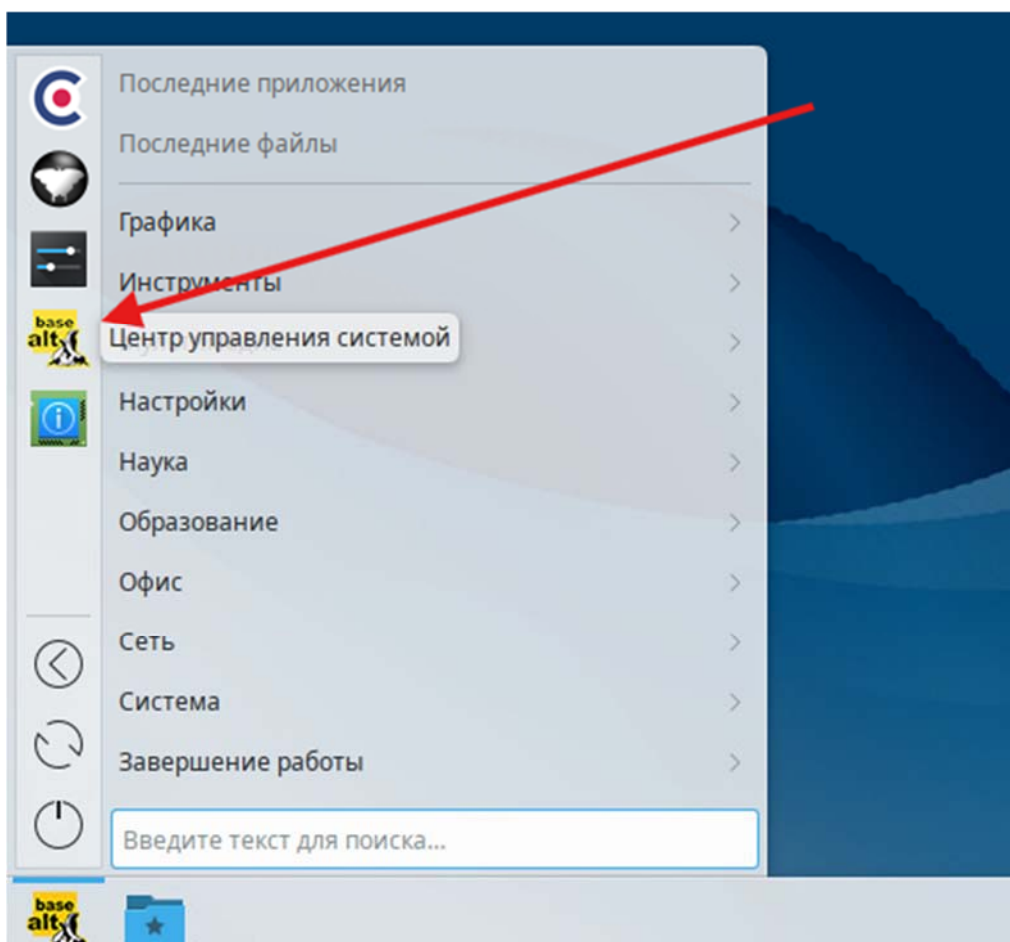 Последние приложения
Последние файлы
Графика
Инструменты
base
alt
Центр управления системой
Настройки
Наука
Образование
Офис
Сеть
Система
Завершение работы
Введите текст для поиска...
base
alt